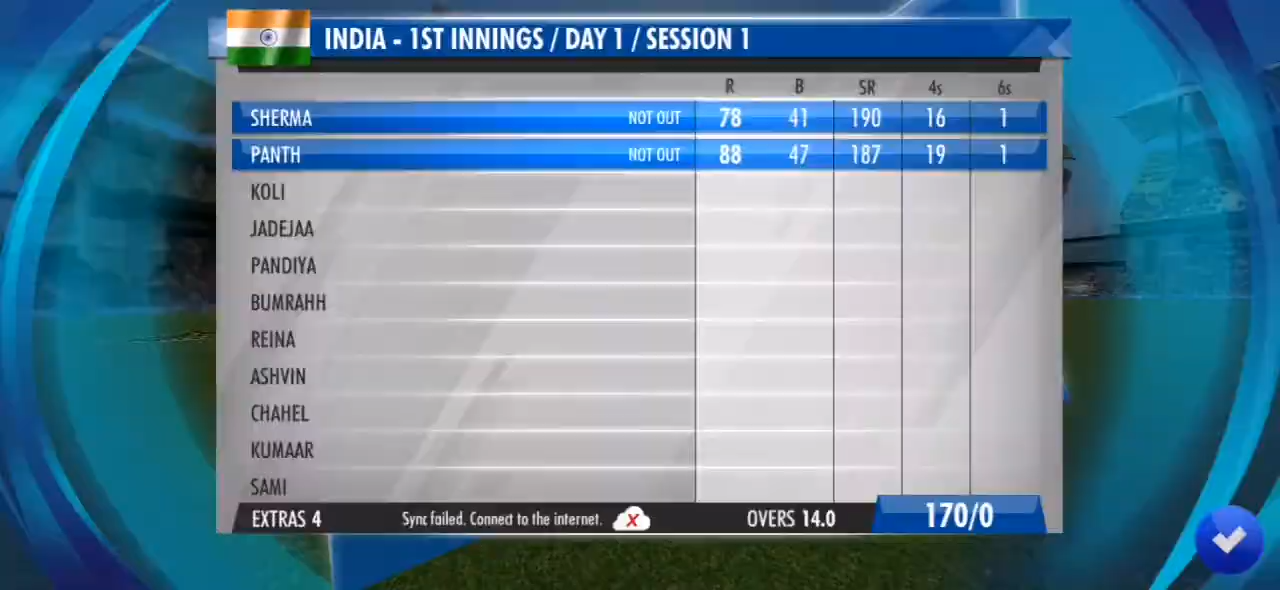 INDIA - 1ST INNINGS / DAY 1 / SESSION 1
R B SR 4s 6s
SHERMA NOT OUT 78 41 190 16 1
PANTH NOT OUT 88 47 187 19 1
KOLI
JADEJAA
PANDIYA
BUMRAHH
REINA
ASHVIN
CHAHEL
KUMAAR
SAMI
EXTRAS 4 Sync failed. Connect to the internet. OVERS 14.0 170/0